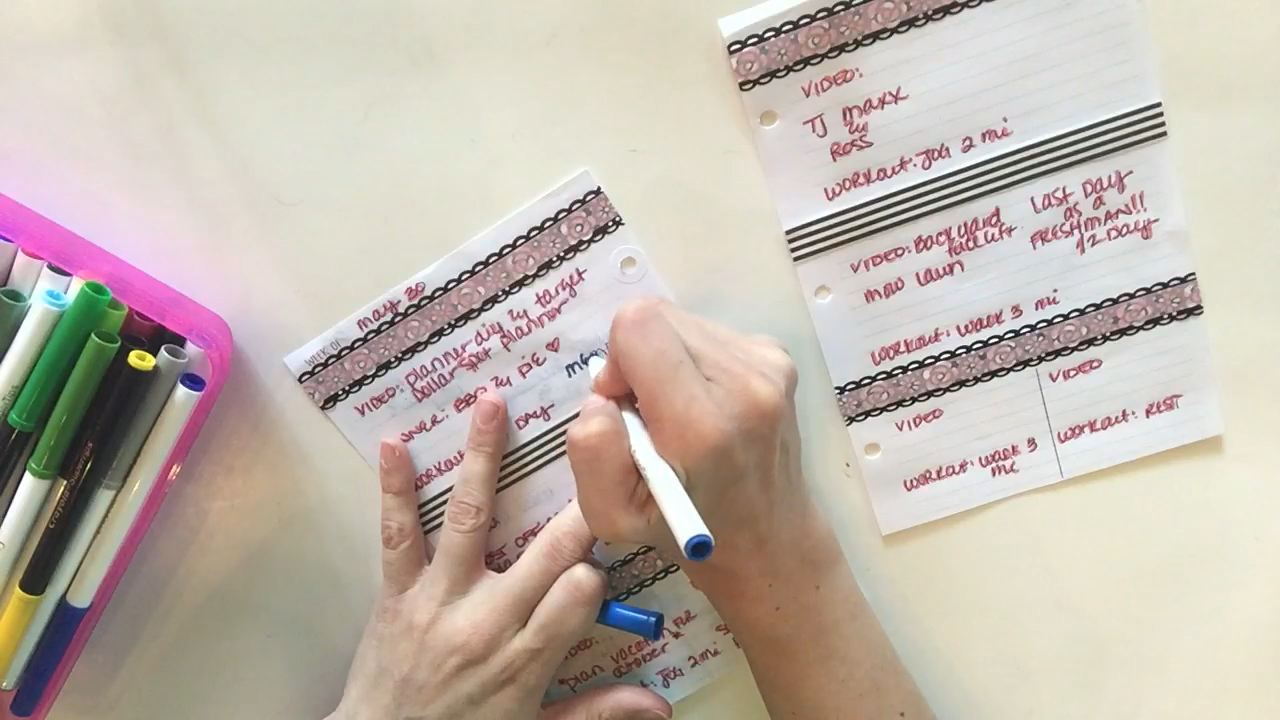 WEEK OF
MAY 30
VIDEO: planner diy w target
Dollar spot planner
BBQ w PIE ♡
DAY
WORKOUT
plan vacation FOR
OCTOBER
JOG 2 mi
VIDEO:
TJ maxx
w
ROSS
WORKOUT: JOG 2 mi
VIDEO: Backyard
facelift
mow lawn
LAST DAY
as a
FRESHMAN!!
1/2 DAY
WORKOUT: WALK 3 mi
VIDEO
WORKOUT: WALK 3
mi
VIDEO
WORKOUT: REST
Crayola